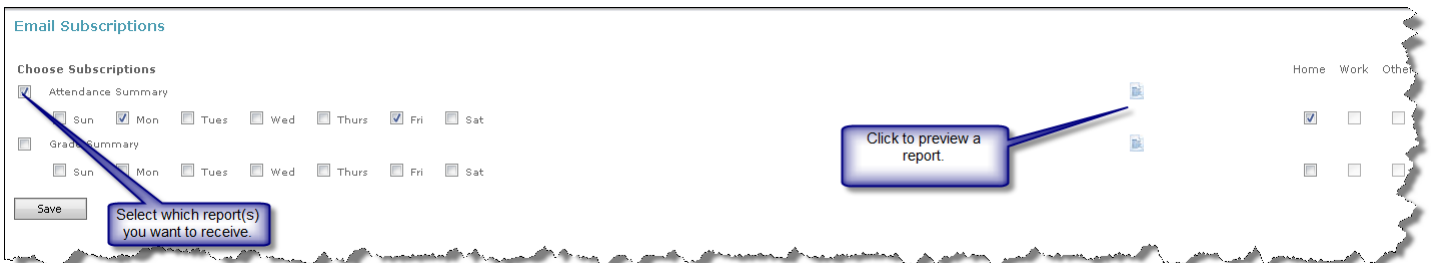 Email Subscriptions
Choose Subscriptions Home Work Other
Attendance Summary
Sun Mon Tues Wed Thurs Fri Sat
Click to preview a
report.
Grade Summary
Sun Mon Tues Wed Thurs Fri Sat
Save
Select which report(s)
you want to receive.